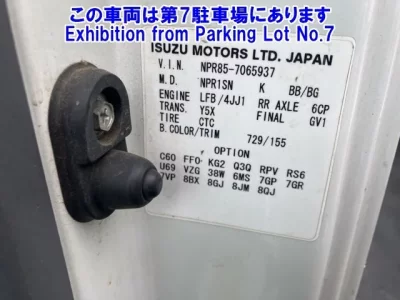 この車両は第７駐車場にあります
Exhibition from Parking Lot No.7
ISUZU MOTORS LTD. JAPAN
V.I.N. NPR85-7065937
M.D. NPR1SN K BB/BG
ENGINE LFB/4JJ1 RR AXLE 6CP
TRANS. Y5X FINAL GV1
TIRE CTC
B.COLOR/TRIM 729/155
OPTION
C60 FFO KG2 Q3Q RPV RS6
U69 VZG 38W 6MS 7GP 7GR
7VP 8BX 8GJ 8JM 8QJ